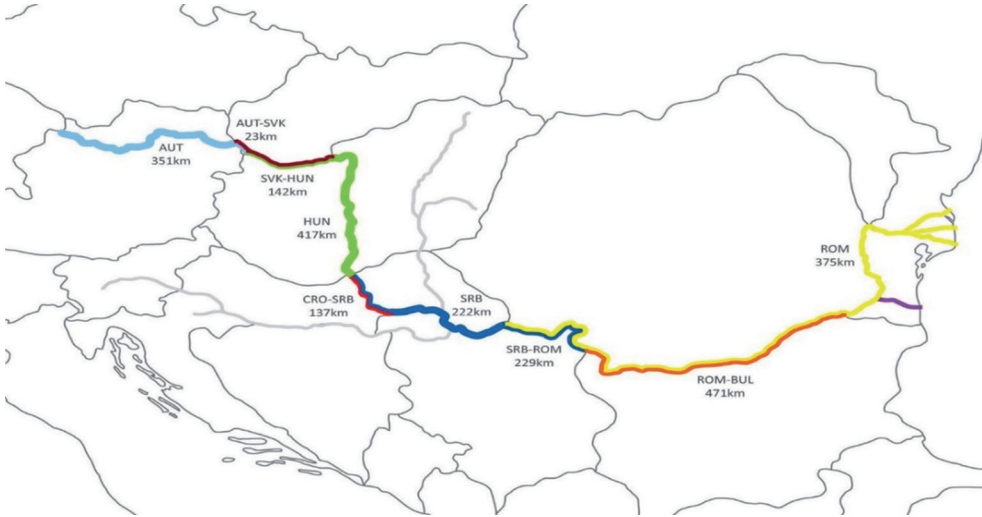 AUT-SVK
23km
AUT
351km
SVK-HUN
142km
HUN
417km
CRO-SRB
137km
SRB
222km
SRB-ROM
229km
ROM-BUL
471km
ROM
375km